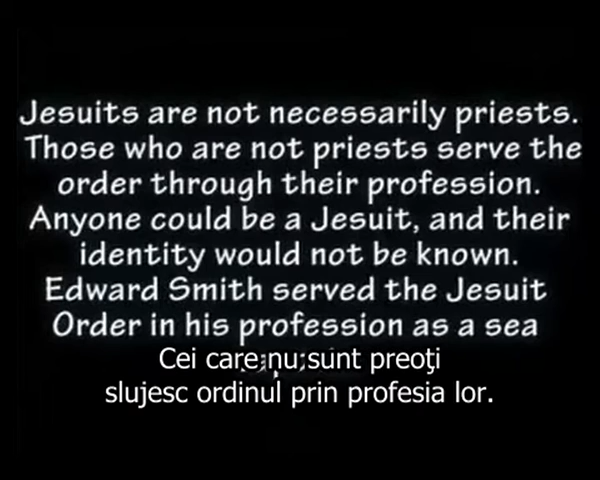 Jesuits are not necessarily priests.
Those who are not priests serve the
order through their profession.
Anyone could be a Jesuit, and their
identity would not be known.
Edward Smith served the Jesuit
Order in his profession as a sea
Cei care nu sunt preoţi
slujesc ordinul prin profesia lor.